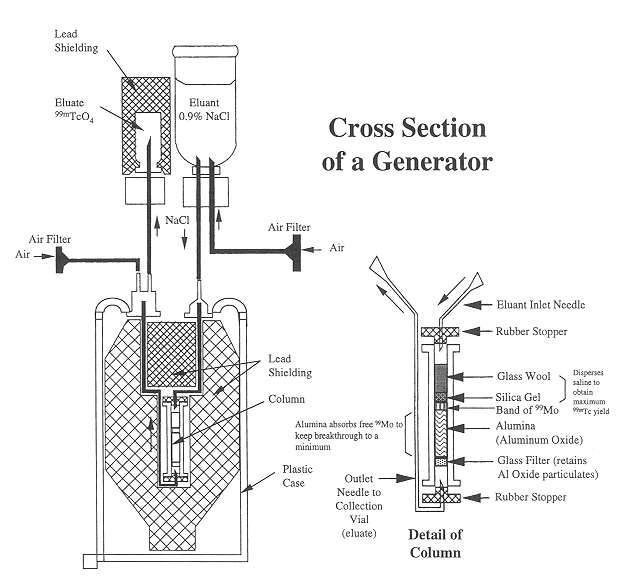 Lead
Shielding
Eluate
99mTcO4
Eluant
0.9% NaCl
Cross Section
of a Generator
NaCl
Air Filter
Air
Air Filter
Air
Lead
Shielding
Column
Plastic
Case
Eluant Inlet Needle
Rubber Stopper
Glass Wool
Silica Gel
Band of 99Mo
Disperses
saline to
obtain
maximum
99mTc yield
Alumina
(Aluminum Oxide)
Alumina absorbs free 99Mo to
keep breakthrough to a
minimum
Glass Filter (retains
Al Oxide particulates)
Rubber Stopper
Outlet
Needle to
Collection
Vial
(eluate)
Detail of
Column